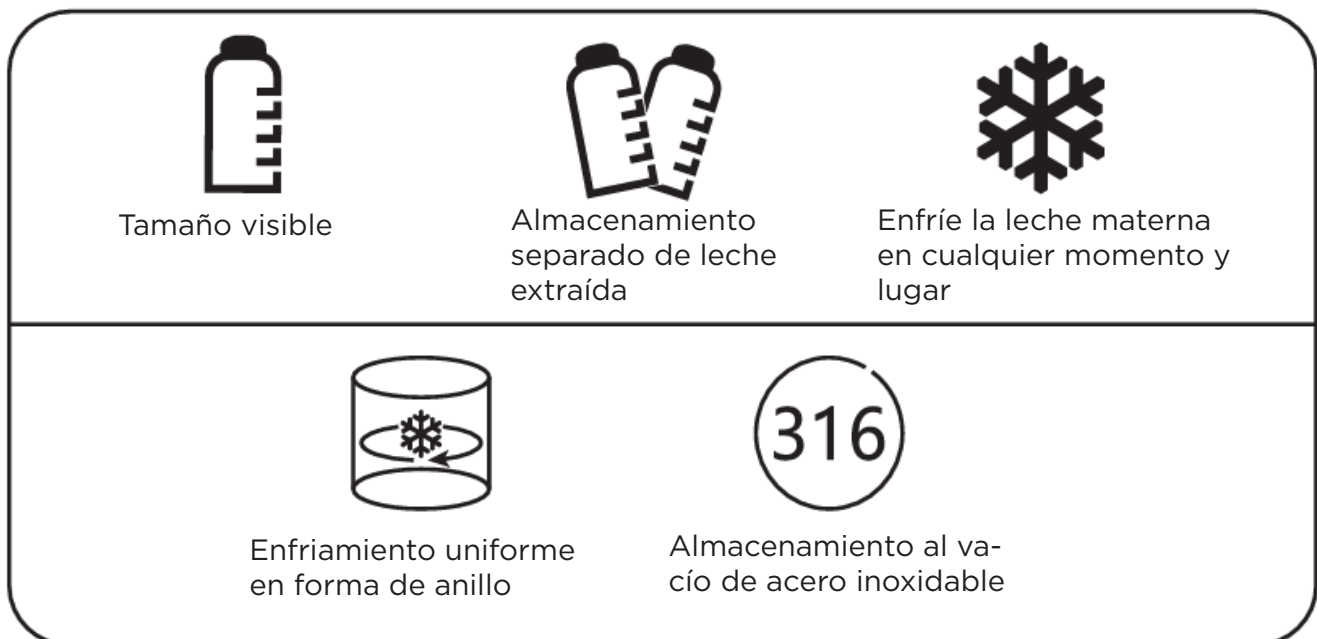 Tamaño visible
Almacenamiento
separado de leche
extraída
Enfríe la leche materna
en cualquier momento y
lugar
316
Enfriamiento uniforme
en forma de anillo
Almacenamiento al va-
cío de acero inoxidable